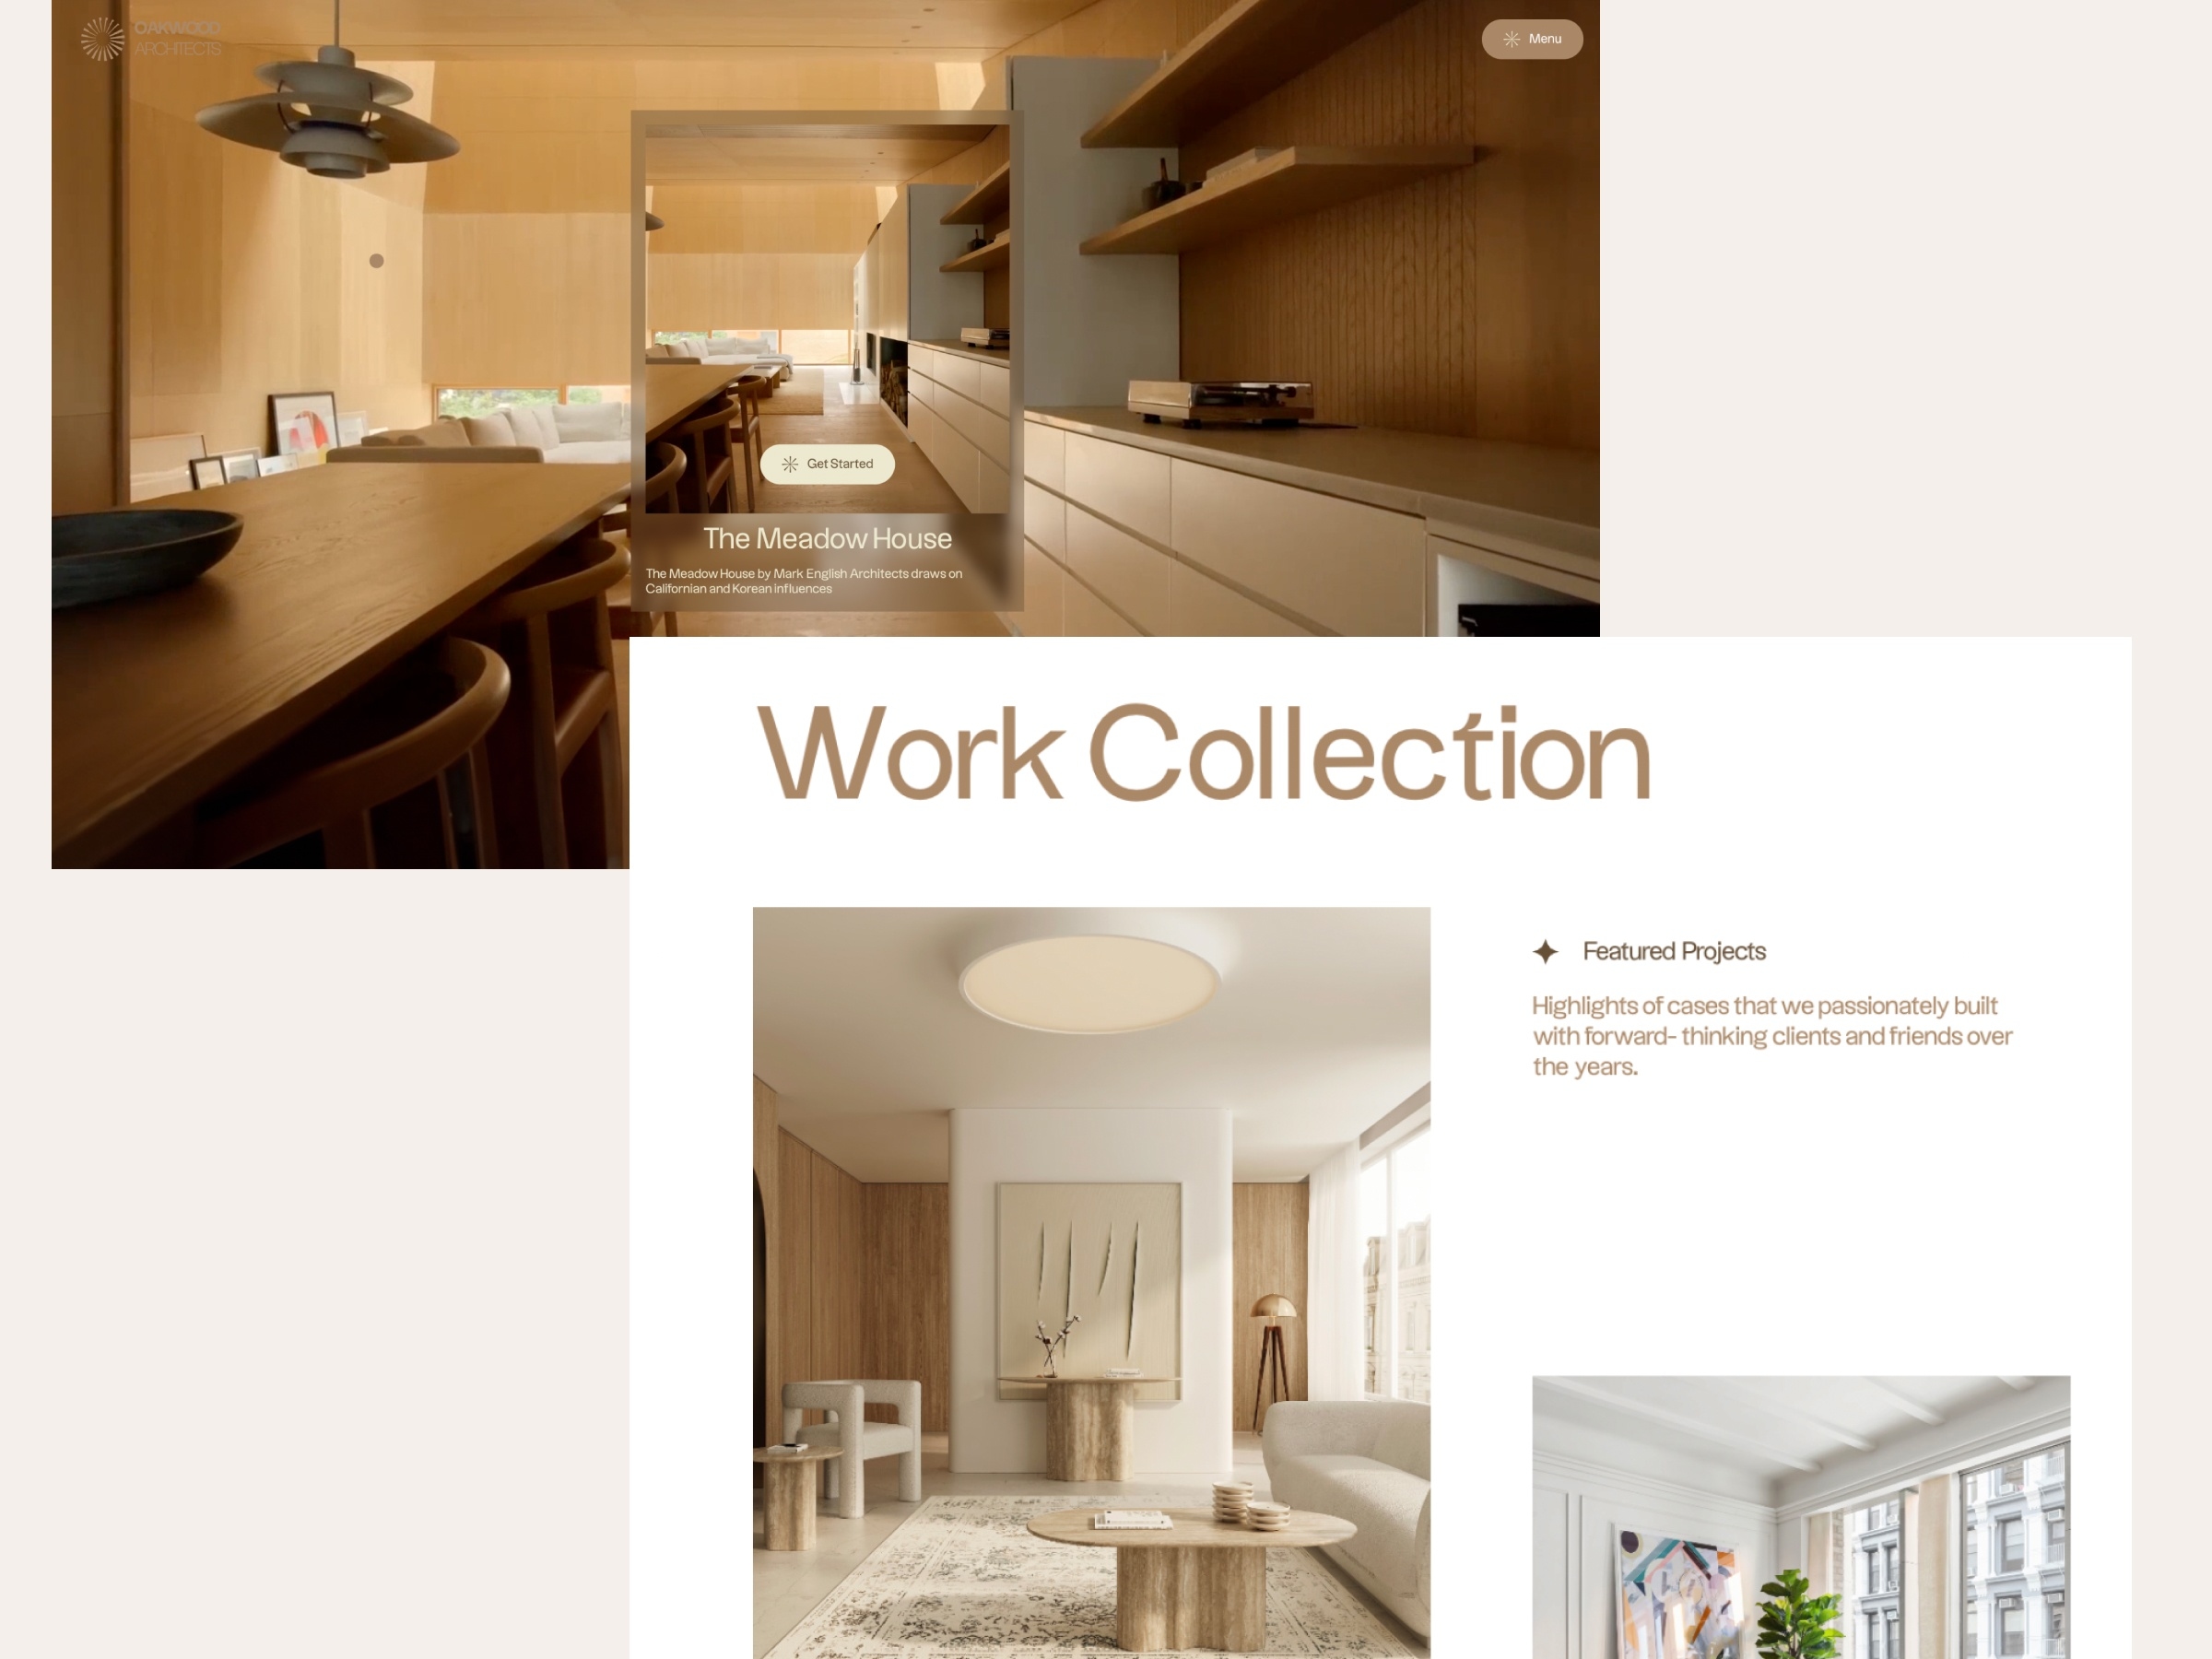 OAKWOOD
ARCHITECTS
Menu
Get Started
The Meadow House
The Meadow House by Mark English Architects draws on
Californian and Korean influences
Work Collection
Featured Projects
Highlights of cases that we passionately built
with forward- thinking clients and friends over
the years.